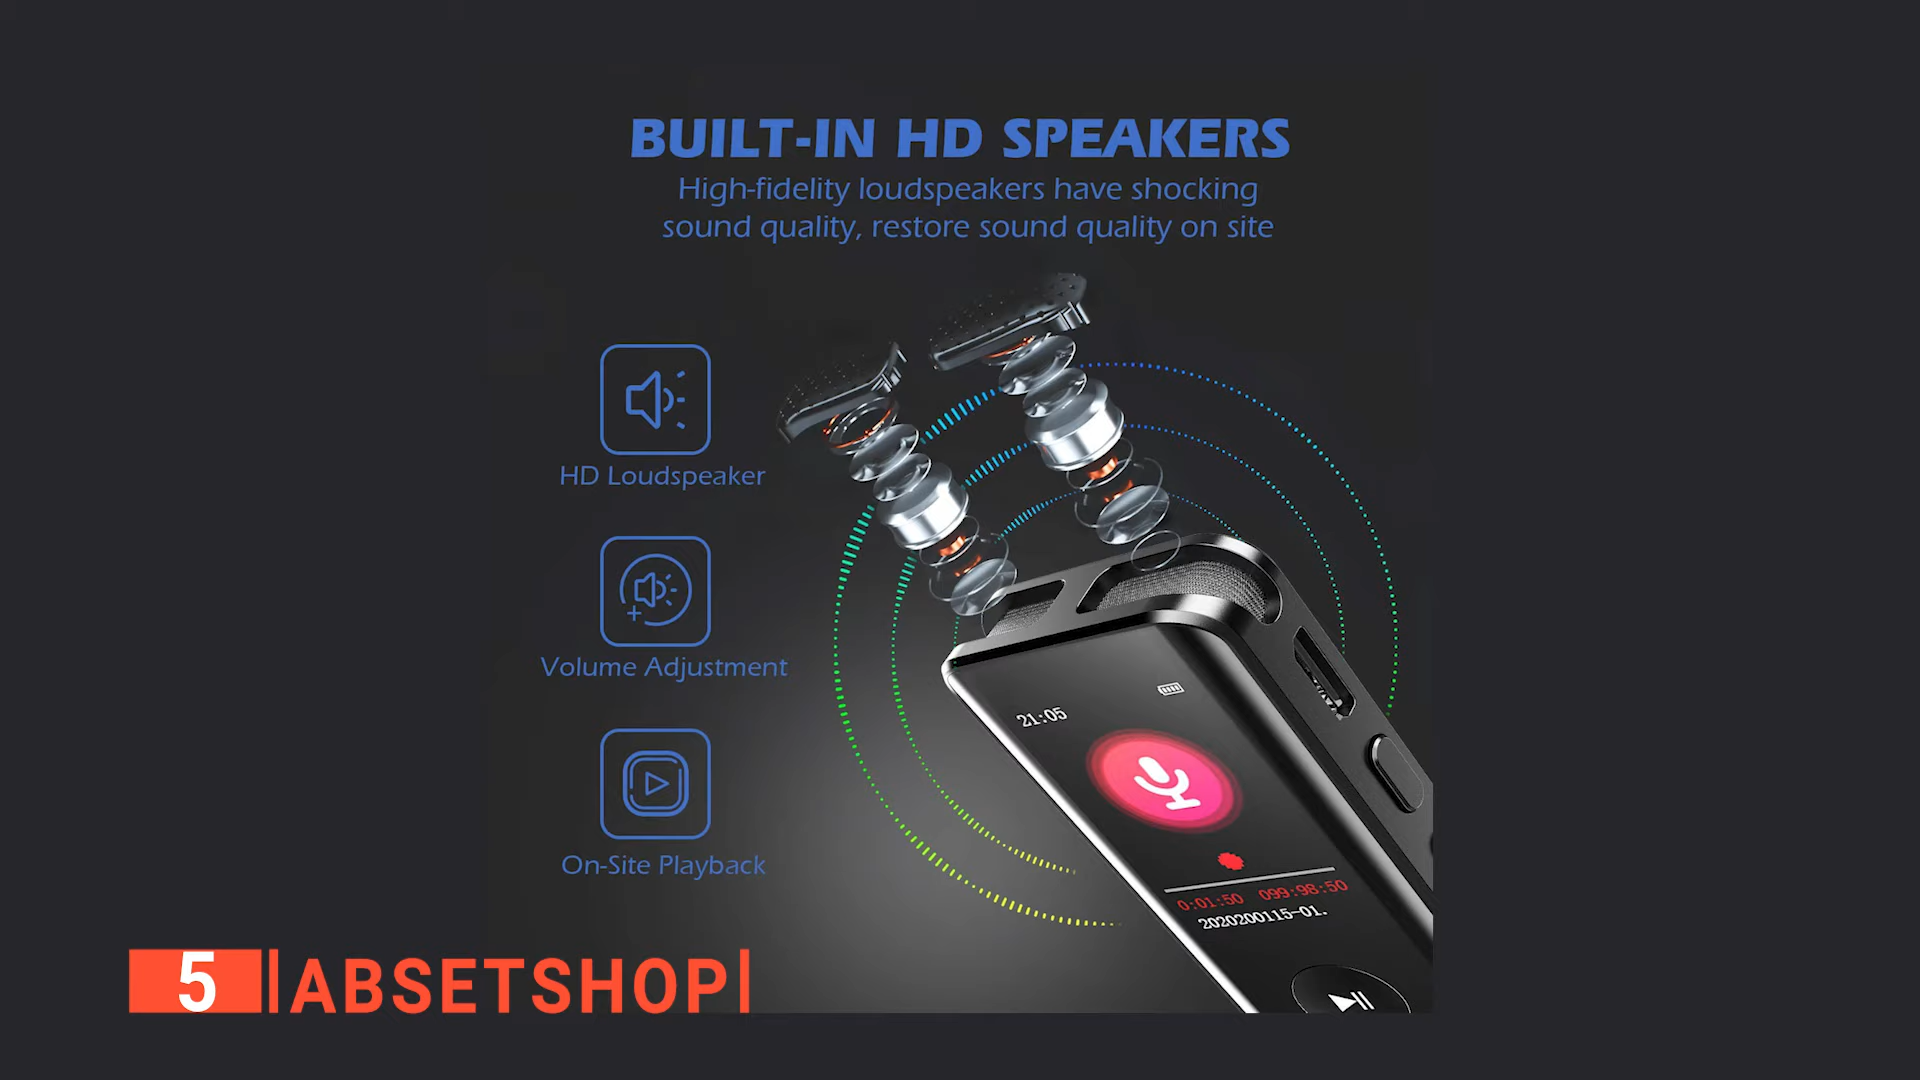 BUILT-IN HD SPEAKERS
High-fidelity loudspeakers have shocking
sound quality, restore sound quality on site
HD Loudspeaker
Volume Adjustment
On-Site Playback
21:05
0:01:50 099:98:50
2020200115-01.
5 ABSETSHOP